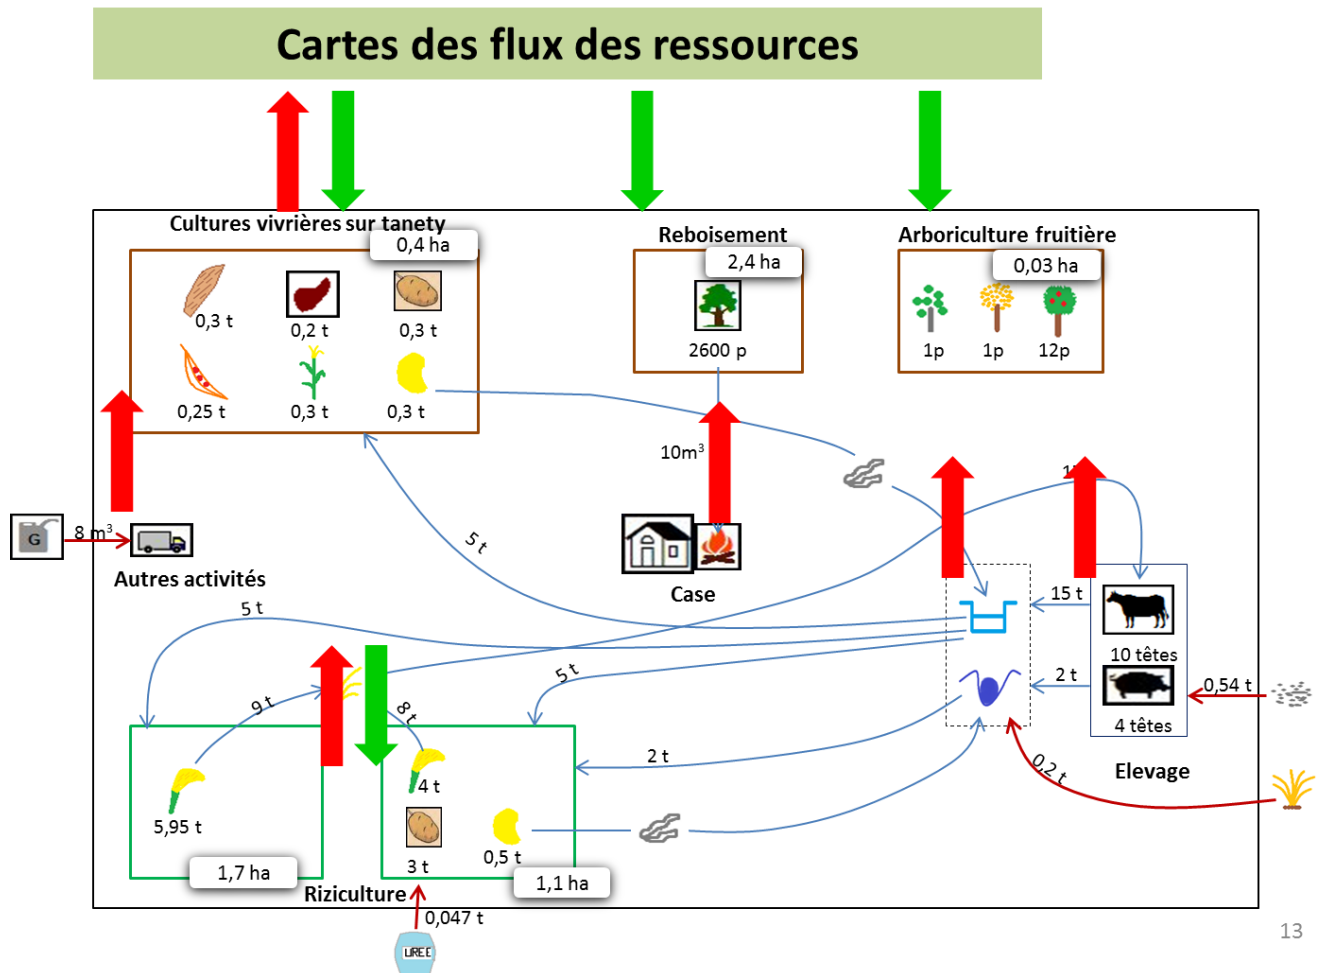 Cartes des flux des ressources
Cultures vivrières sur tanety
0,4 ha
0,3 t
0,2 t
0,3 t
0,25 t
0,3 t
0,3 t
Reboisement
2,4 ha
2600 p
Arboriculture fruitière
0,03 ha
1p
1p
12p
10m³
G
8 m³
Autres activités
Case
5 t
5 t
5 t
15 t
10 têtes
2 t
0,54 t
4 têtes
Elevage
0,2 t
9 t
8t
2 t
5,95 t
4 t
3 t
0,5 t
1,7 ha
1,1 ha
Riziculture
0,047 t
UREE
13